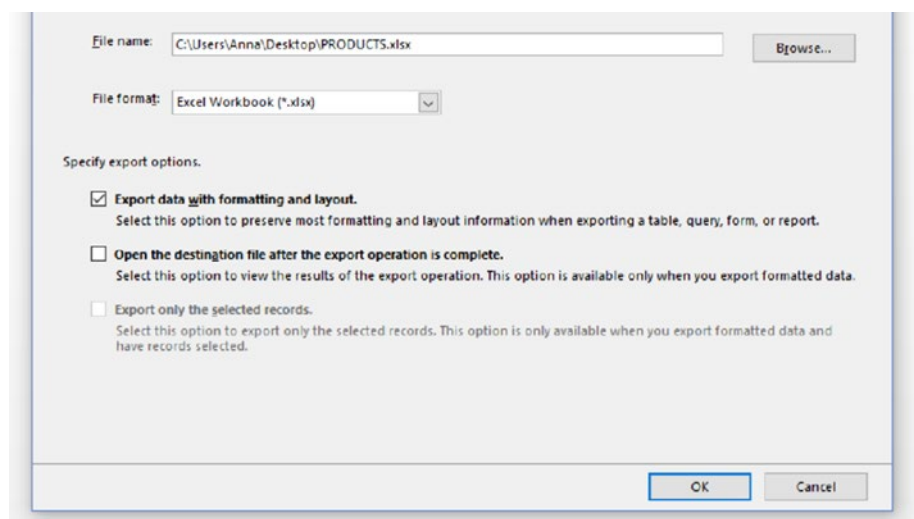 File name: C:\Users\Anna\Desktop\PRODUCTS.xlsx Browse...
File format: Excel Workbook (*.xlsx)
Specify export options.
Export data with formatting and layout.
Select this option to preserve most formatting and layout information when exporting a table, query, form, or report.
Open the destination file after the export operation is complete.
Select this option to view the results of the export operation. This option is available only when you export formatted data.
Export only the selected records.
Select this option to export only the selected records. This option is only available when you export formatted data and
have records selected.
OK Cancel